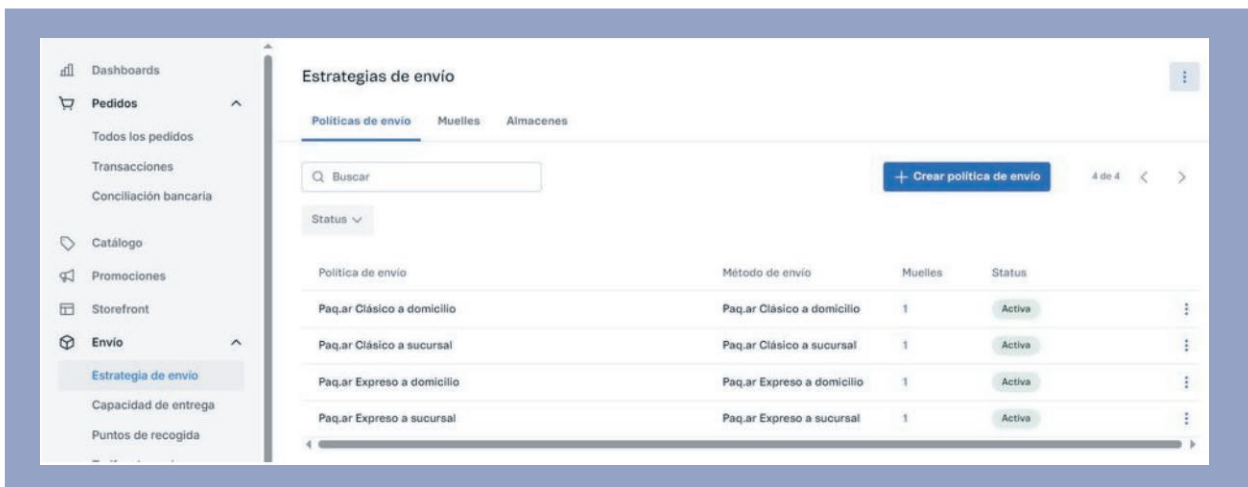 Dashboards
Pedidos
Todos los pedidos
Transacciones
Conciliación bancaria
Catálogo
Promociones
Storefront
Envío
Estrategia de envío
Capacidad de entrega
Puntos de recogida
Estrategias de envío
Políticas de envío Muelles Almacenes
Buscar
+ Crear política de envío
4 de 4
Status
Política de envío Método de envío Muelles Status
Paq.ar Clásico a domicilio Paq.ar Clásico a domicilio 1 Activa
Paq.ar Clásico a sucursal Paq.ar Clásico a sucursal 1 Activa
Paq.ar Expreso a domicilio Paq.ar Expreso a domicilio 1 Activa
Paq.ar Expreso a sucursal Paq.ar Expreso a sucursal 1 Activa